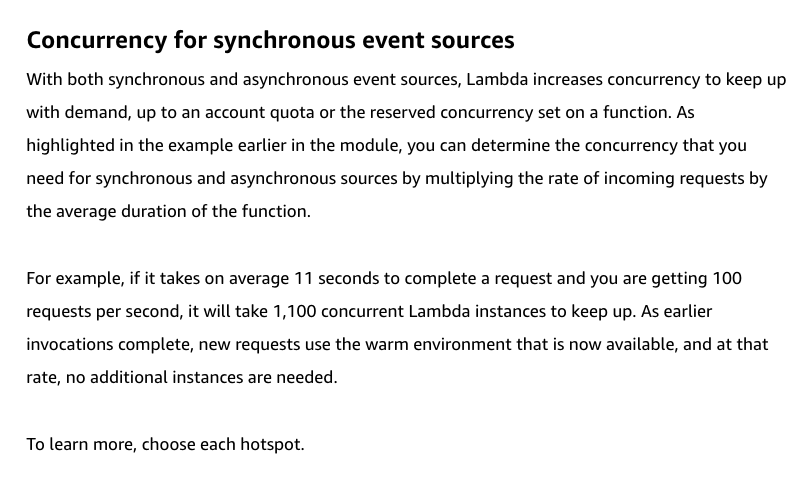 Concurrency for synchronous event sources
With both synchronous and asynchronous event sources, Lambda increases concurrency to keep up
with demand, up to an account quota or the reserved concurrency set on a function. As
highlighted in the example earlier in the module, you can determine the concurrency that you
need for synchronous and asynchronous sources by multiplying the rate of incoming requests by
the average duration of the function.
For example, if it takes on average 11 seconds to complete a request and you are getting 100
requests per second, it will take 1,100 concurrent Lambda instances to keep up. As earlier
invocations complete, new requests use the warm environment that is now available, and at that
rate, no additional instances are needed.
To learn more, choose each hotspot.